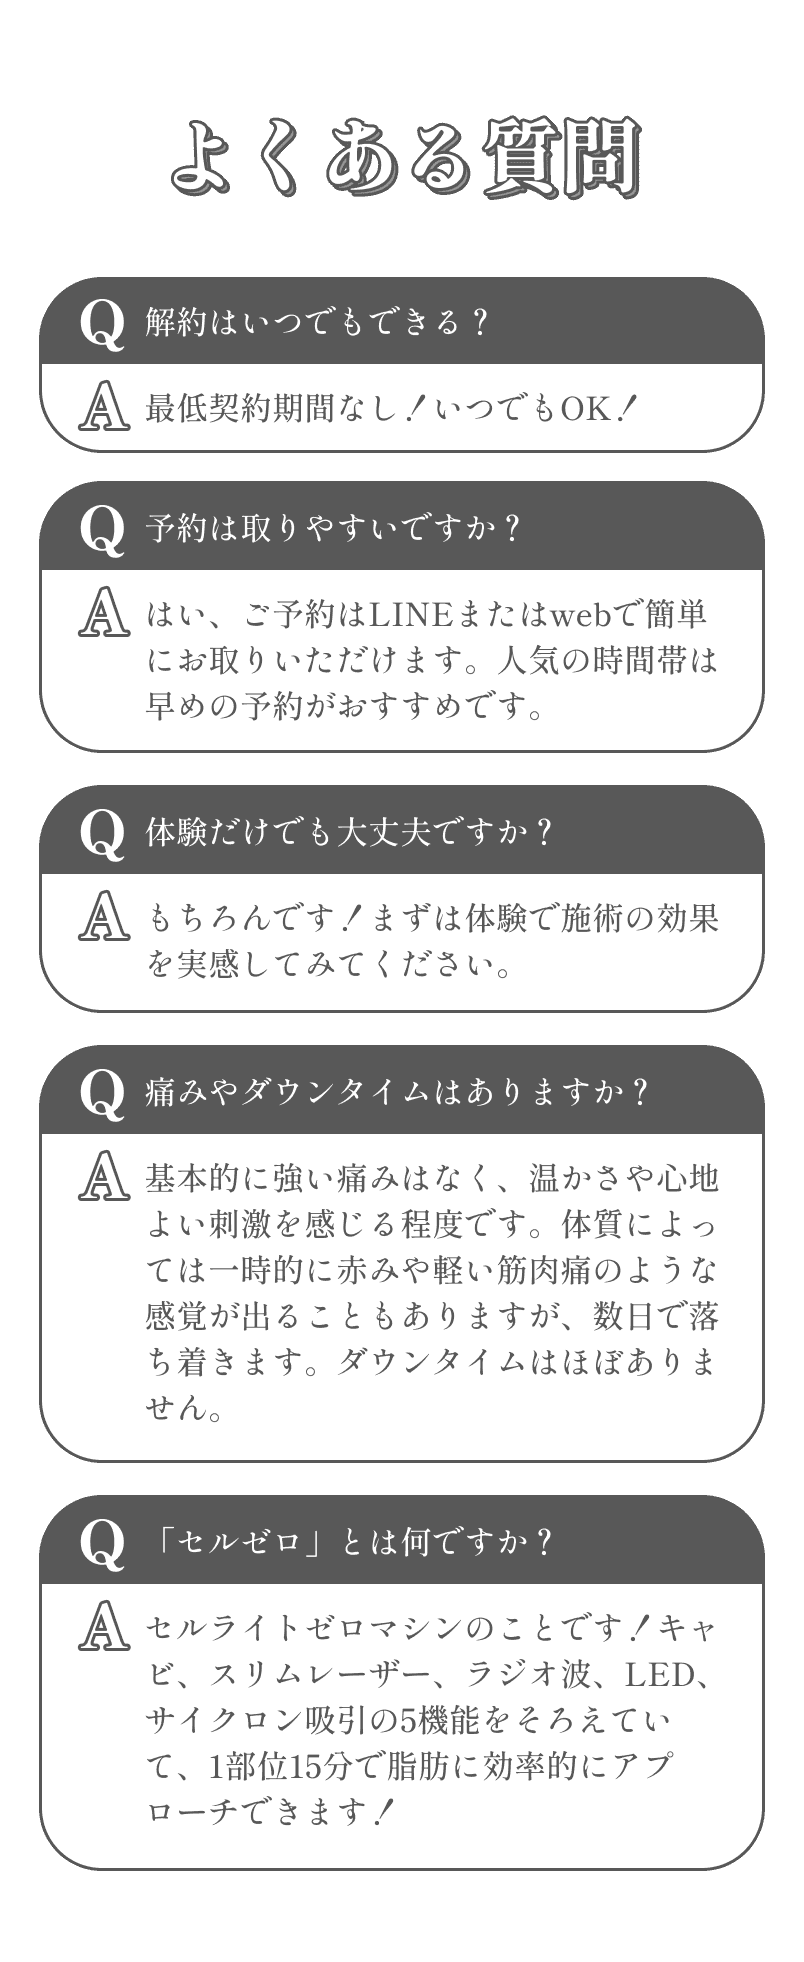 よくある質問
Q 解約はいつでもできる？
A 最低契約期間なし！いつでもOK！
Q 予約は取りやすいですか？
A はい、ご予約はLINEまたはwebで簡単
にお取りいただけます。人気の時間帯は
早めの予約がおすすめです。
Q 体験だけでも大丈夫ですか？
A もちろんです！まずは体験で施術の効果
を実感してみてください。
Q 痛みやダウンタイムはありますか？
A 基本的に強い痛みはなく、温かさや心地
よい刺激を感じる程度です。体質によっ
ては一時的に赤みや軽い筋肉痛のような
感覚が出ることもありますが、数日で落
ち着きます。ダウンタイムはほぼありま
せん。
Q 「セルゼロ」とは何ですか？
A セルライトゼロマシンのことです！キャ
ビ、スリムレーザー、ラジオ波、LED、
サイクロン吸引の5機能をそろえてい
て、1部位15分で脂肪に効率的にアプ
ローチできます！